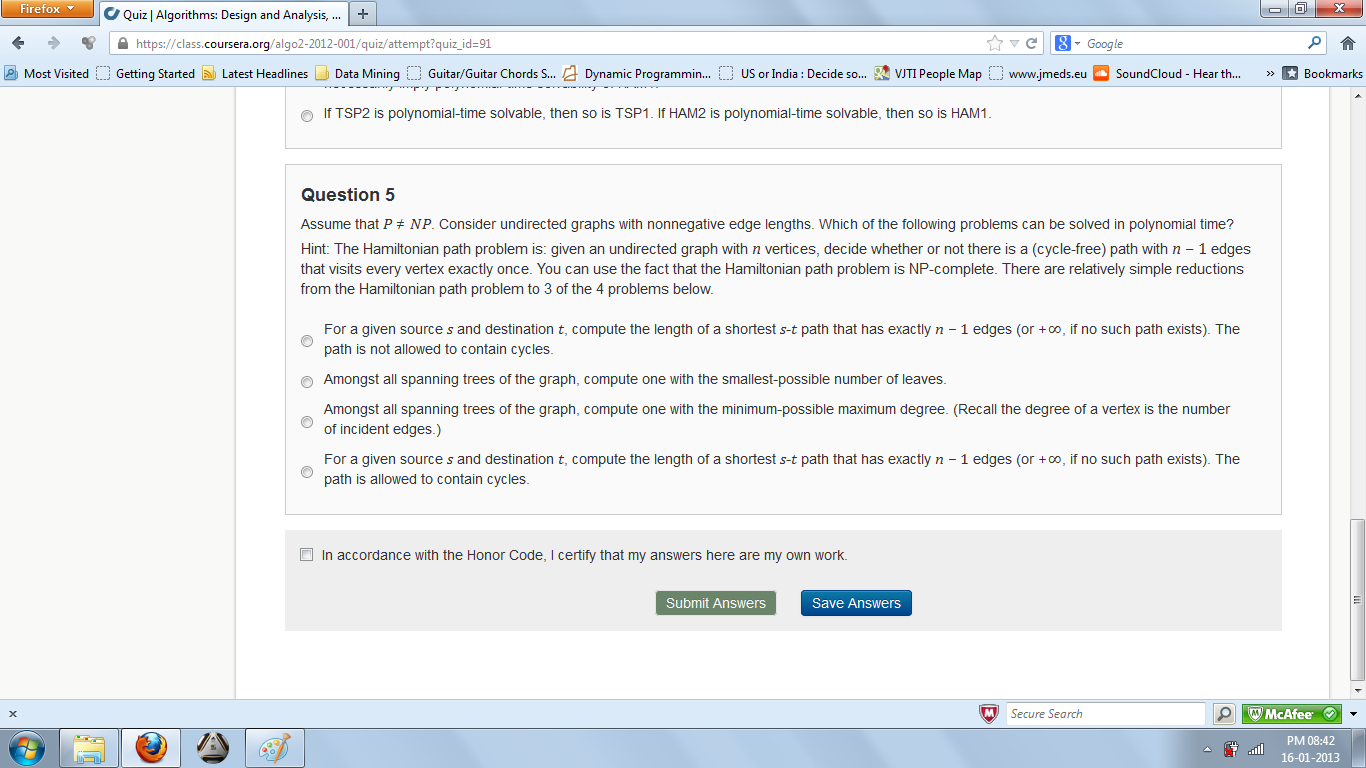 Firefox
Quiz | Algorithms: Design and Analysis, ...
https://class.coursera.org/algo2-2012-001/quiz/attempt?quiz_id=91
Google
Most Visited Getting Started Latest Headlines Data Mining Guitar/Guitar Chords S... Dynamic Programmin... US or India : Decide so... VJTI People Map www.jmeds.eu SoundCloud - Hear th... » Bookmarks
necessarily imply polynomial-time solvability of HAM1.
If TSP2 is polynomial-time solvable, then so is TSP1. If HAM2 is polynomial-time solvable, then so is HAM1.
Question 5
Assume that P ≠ NP. Consider undirected graphs with nonnegative edge lengths. Which of the following problems can be solved in polynomial time?
Hint: The Hamiltonian path problem is: given an undirected graph with n vertices, decide whether or not there is a (cycle-free) path with n − 1 edges
that visits every vertex exactly once. You can use the fact that the Hamiltonian path problem is NP-complete. There are relatively simple reductions
from the Hamiltonian path problem to 3 of the 4 problems below.
For a given source s and destination t, compute the length of a shortest s-t path that has exactly n − 1 edges (or +∞, if no such path exists). The
path is not allowed to contain cycles.
Amongst all spanning trees of the graph, compute one with the smallest-possible number of leaves.
Amongst all spanning trees of the graph, compute one with the minimum-possible maximum degree. (Recall the degree of a vertex is the number
of incident edges.)
For a given source s and destination t, compute the length of a shortest s-t path that has exactly n − 1 edges (or +∞, if no such path exists). The
path is allowed to contain cycles.
In accordance with the Honor Code, I certify that my answers here are my own work.
Submit Answers Save Answers
x Secure Search McAfee
PM 08:42
16-01-2013